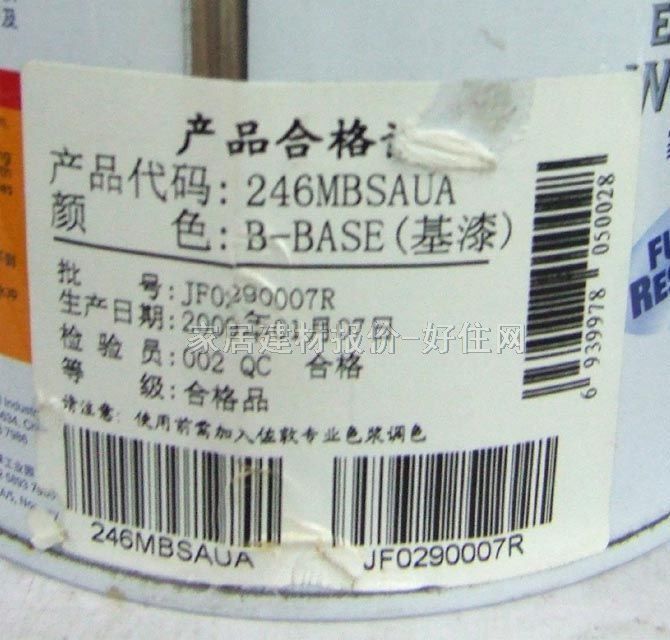 产品合格
产品代码: 246MBSAUA
颜 色: B-BASE(基漆)
批 号: JF0290007R
生产日期:
检验员: 002 QC 合格
等 级: 合格品
请注意: 使用前需加入佐敦专业色浆调色
246MBSAUA
JF0290007R
6 939978 050028
家居建材报价-好住网
FU
RES